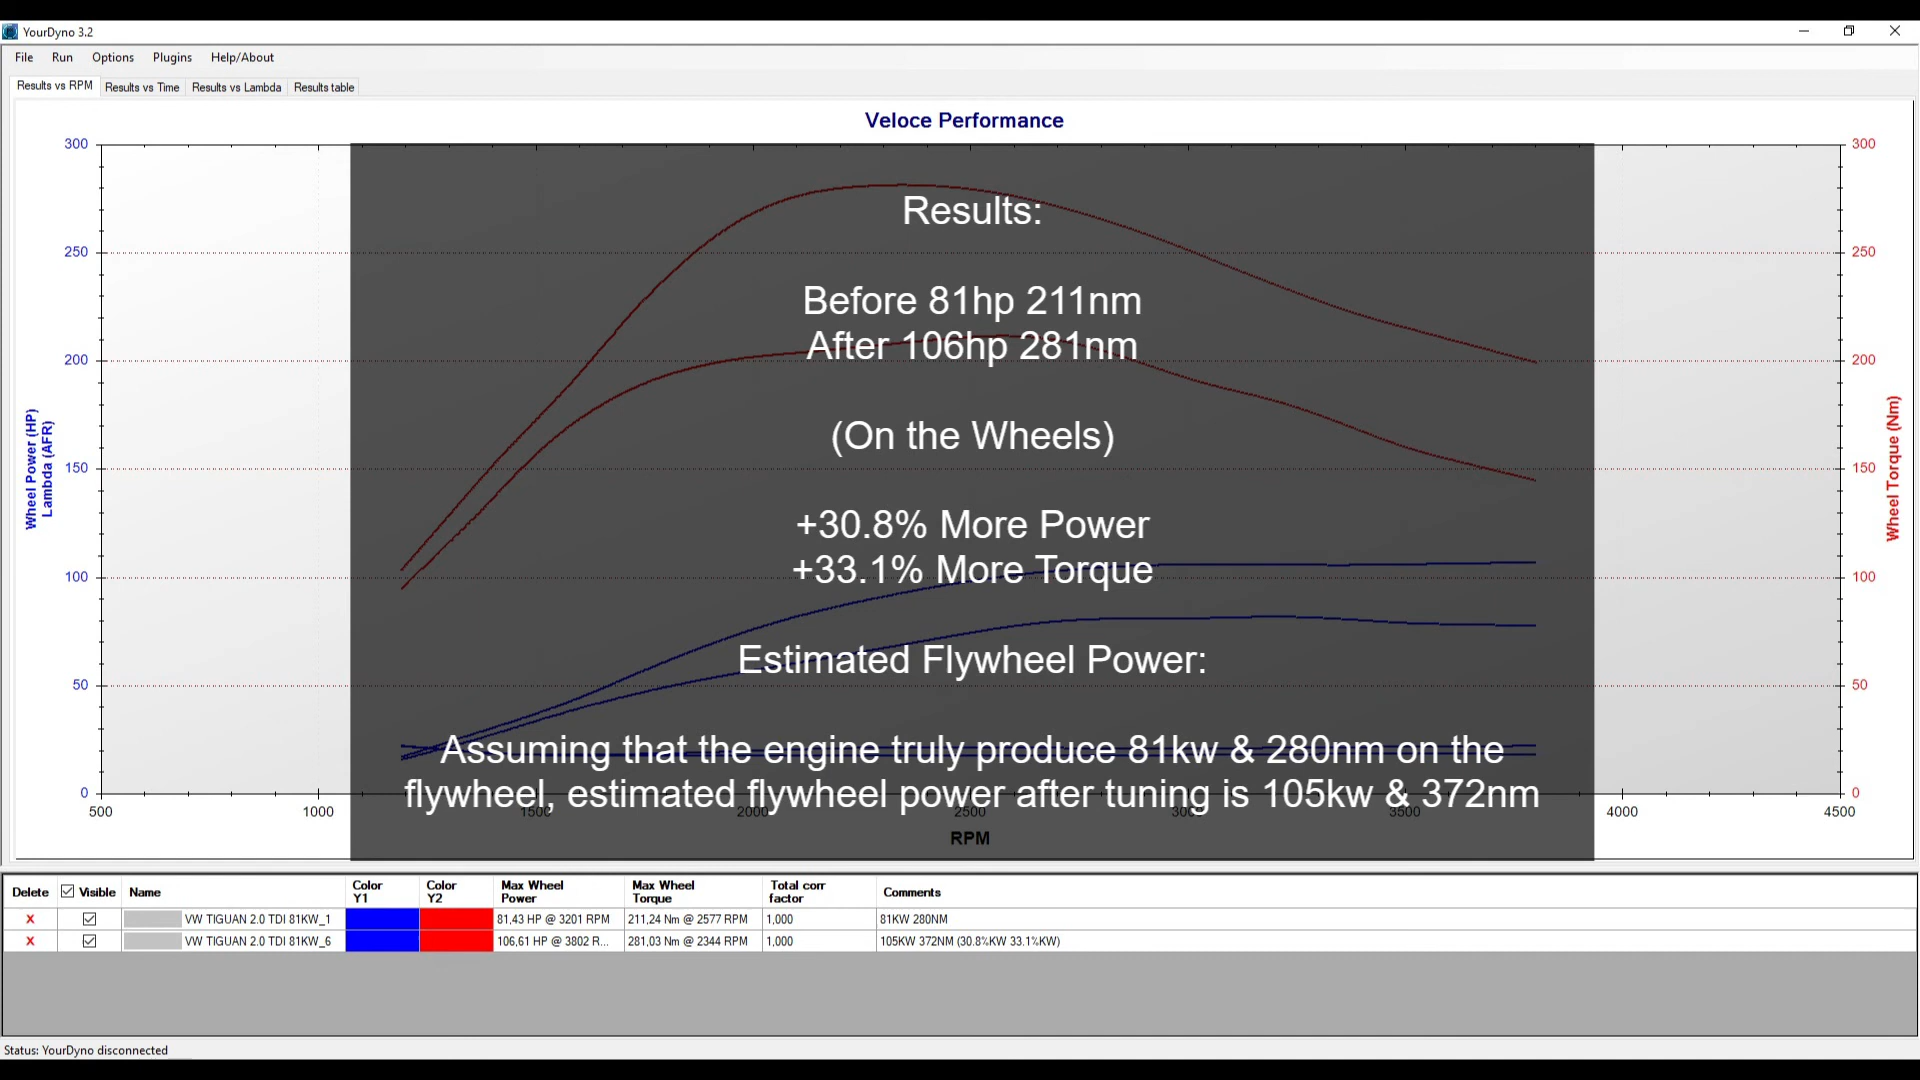 YourDyno 3.2
File Run Options Plugins Help/About
Results vs RPM Results vs Time Results vs Lambda Results table
Veloce Performance
300
250
200
150
100
50
0
Wheel Power (HP)
Lambda (AFR)
Results:
Before 81hp 211nm
After 106hp 281nm
(On the Wheels)
+30.8% More Power
+33.1% More Torque
Estimated Flywheel Power:
Assuming that the engine truly produce 81kw & 280nm on the
flywheel, estimated flywheel power after tuning is 105kw & 372nm
300
250
200
150
100
50
0
Wheel Torque (Nm)
500 1000 1500 2000 2500 3000 3500 4000 4500
RPM
Delete Visible Name Color Y1 Color Y2 Max Wheel Power Max Wheel Torque Total corr factor Comments
X VW TIGUAN 2.0 TDI 81KW_1 81,43 HP @ 3201 RPM 211,24 Nm @ 2577 RPM 1,000 81KW 280NM
X VW TIGUAN 2.0 TDI 81KW_6 106,61 HP @ 3802 R... 281,03 Nm @ 2344 RPM 1,000 105KW 372NM (30.8%KW 33.1%KW)
Status: YourDyno disconnected